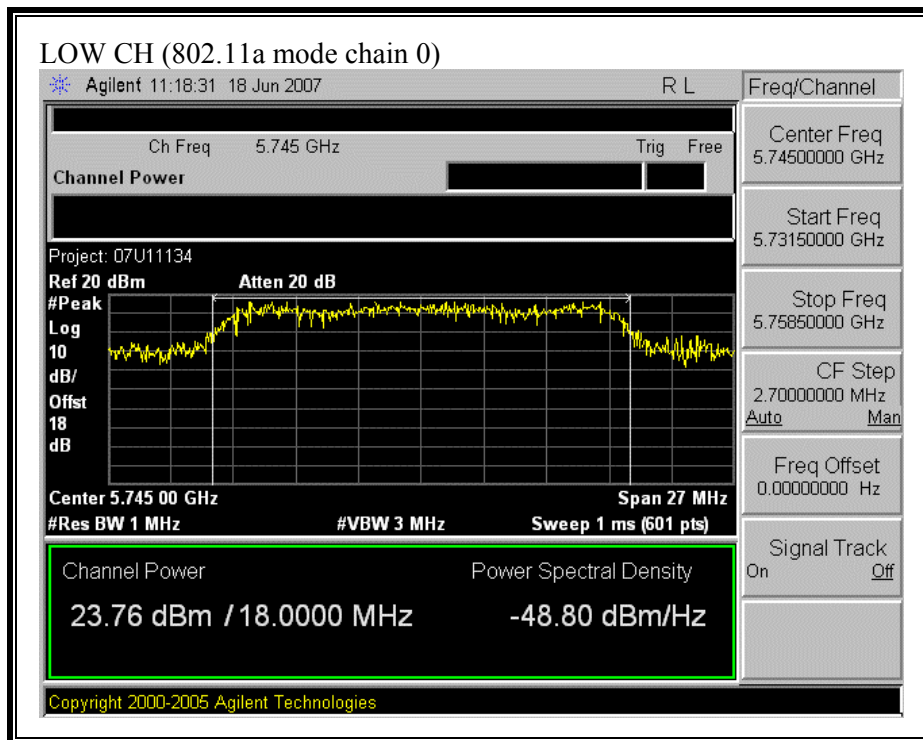 LOW CH (802.11a mode chain 0)
Agilent 11:18:31 18 Jun 2007 R L
Freq/Channel
Ch Freq 5.745 GHz Trig Free
Channel Power
Center Freq
5.74500000 GHz
Start Freq
5.73150000 GHz
Stop Freq
5.75850000 GHz
CF Step
2.70000000 MHz
Auto Man
Freq Offset
0.00000000 Hz
Signal Track
On Off
Project: 07U11134
Ref 20 dBm Atten 20 dB
#Peak
Log
10
dB/
Offst
18
dB
Center 5.745 00 GHz Span 27 MHz
#Res BW 1 MHz #VBW 3 MHz Sweep 1 ms (601 pts)
Channel Power Power Spectral Density
23.76 dBm / 18.0000 MHz -48.80 dBm/Hz
Copyright 2000-2005 Agilent Technologies